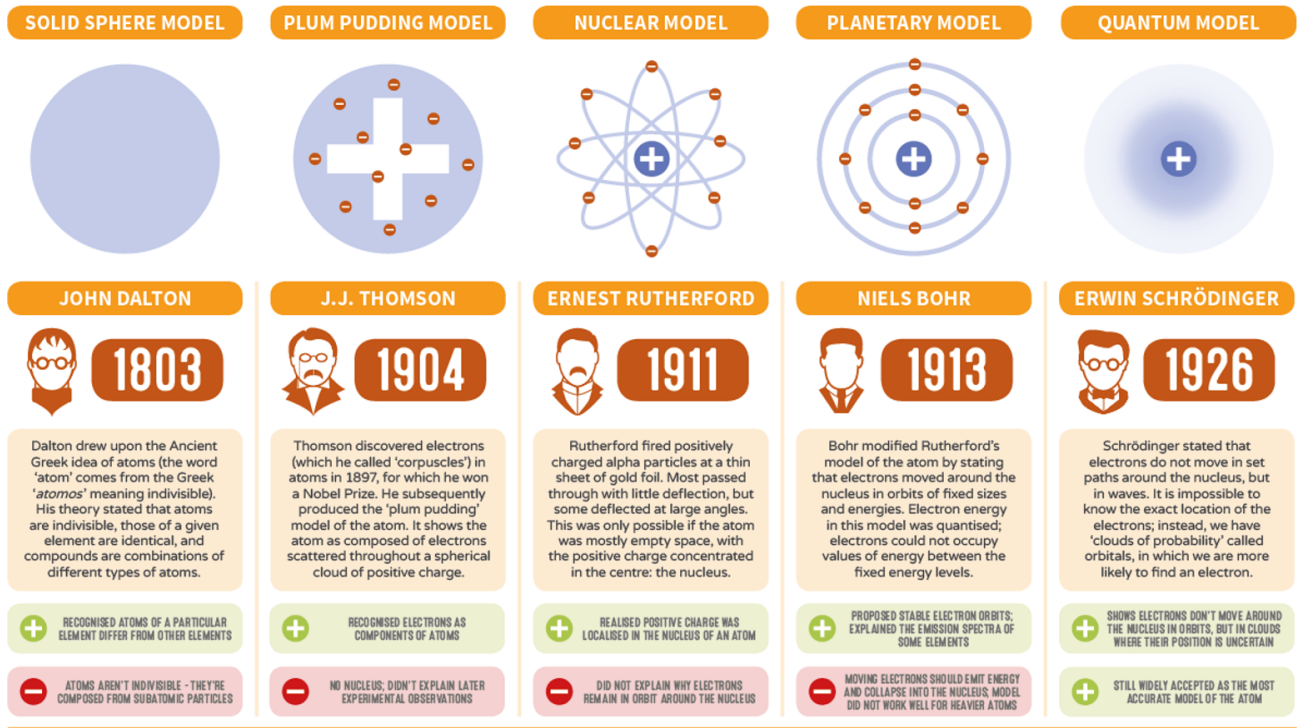 SOLID SPHERE MODEL
PLUM PUDDING MODEL
NUCLEAR MODEL
PLANETARY MODEL
QUANTUM MODEL
JOHN DALTON
1803
Dalton drew upon the Ancient
Greek idea of atoms (the word
‘atom’ comes from the Greek
‘atomos’ meaning indivisible).
His theory stated that atoms
are indivisible, those of a given
element are identical, and
compounds are combinations of
different types of atoms.
RECOGNISED ATOMS OF A PARTICULAR
ELEMENT DIFFER FROM OTHER ELEMENTS
ATOMS AREN'T INDIVISIBLE - THEY'RE
COMPOSED FROM SUBATOMIC PARTICLES
J.J. THOMSON
1904
Thomson discovered electrons
(which he called ‘corpuscles’) in
atoms in 1897, for which he won
a Nobel Prize. He subsequently
produced the ‘plum pudding’
model of the atom. It shows the
atom as composed of electrons
scattered throughout a spherical
cloud of positive charge.
RECOGNISED ELECTRONS AS
COMPONENTS OF ATOMS
NO NUCLEUS; DIDN'T EXPLAIN LATER
EXPERIMENTAL OBSERVATIONS
ERNEST RUTHERFORD
1911
Rutherford fired positively
charged alpha particles at a thin
sheet of gold foil. Most passed
through with little deflection, but
some deflected at large angles.
This was only possible if the atom
was mostly empty space, with
the positive charge concentrated
in the centre: the nucleus.
REALISED POSITIVE CHARGE WAS
LOCALISED IN THE NUCLEUS OF AN ATOM
DID NOT EXPLAIN WHY ELECTRONS
REMAIN IN ORBIT AROUND THE NUCLEUS
NIELS BOHR
1913
Bohr modified Rutherford’s
model of the atom by stating
that electrons moved around the
nucleus in orbits of fixed sizes
and energies. Electron energy
in this model was quantised;
electrons could not occupy
values of energy between the
fixed energy levels.
PROPOSED STABLE ELECTRON ORBITS;
EXPLAINED THE EMISSION SPECTRA OF
SOME ELEMENTS
MOVING ELECTRONS SHOULD EMIT ENERGY
AND COLLAPSE INTO THE NUCLEUS; MODEL
DID NOT WORK WELL FOR HEAVIER ATOMS
ERWIN SCHRÖDINGER
1926
Schrödinger stated that
electrons do not move in set
paths around the nucleus, but
in waves. It is impossible to
know the exact location of the
electrons; instead, we have
‘clouds of probability’ called
orbitals, in which we are more
likely to find an electron.
SHOWS ELECTRONS DON'T MOVE AROUND
THE NUCLEUS IN ORBITS, BUT IN CLOUDS
WHERE THEIR POSITION IS UNCERTAIN
STILL WIDELY ACCEPTED AS THE MOST
ACCURATE MODEL OF THE ATOM